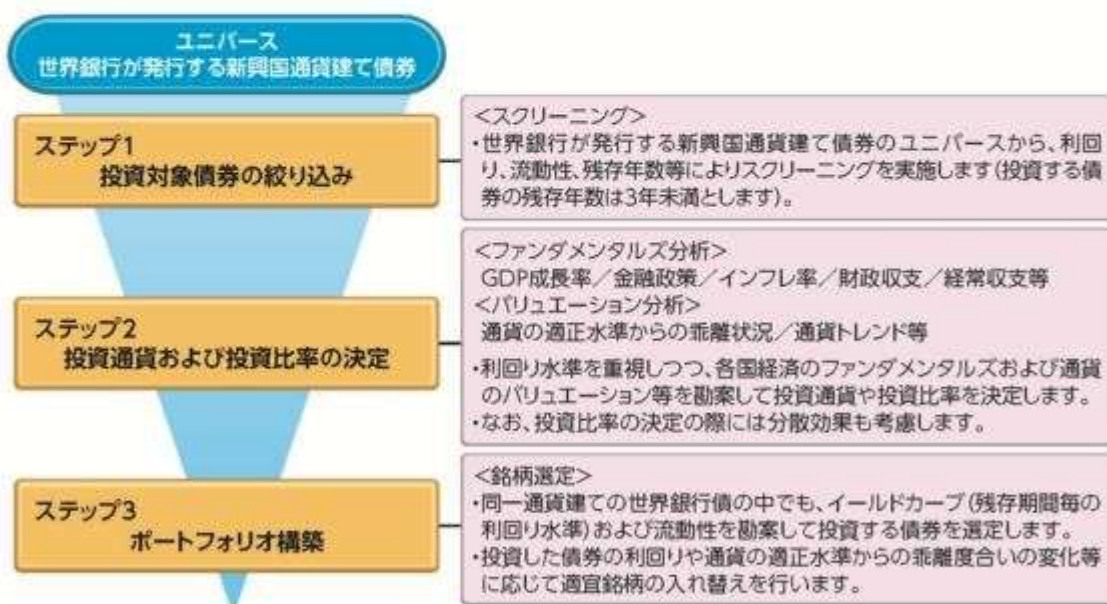 ユニバース
世界銀行が発行する新興国通貨建て債券
ステップ1
投資対象債券の絞り込み
<スクリーニング>
・世界銀行が発行する新興国通貨建て債券のユニバースから、利回
り、流動性、残存年数等によりスクリーニングを実施します(投資する債
券の残存年数は3年未満とします)。
ステップ2
投資通貨および投資比率の決定
<ファンダメンタルズ分析>
GDP成長率/金融政策/インフレ率/財政収支/経常収支等
<バリュエーション分析>
通貨の適正水準からの乖離状況/通貨トレンド等
・利回り水準を重視しつつ、各国経済のファンダメンタルズおよび通貨
のバリュエーション等を勘案して投資通貨や投資比率を決定します。
・なお、投資比率の決定の際には分散効果も考慮します。
ステップ3
ポートフォリオ構築
<銘柄選定>
・同一通貨建ての世界銀行債の中でも、イールドカーブ(残存期間毎の
利回り水準)および流動性を勘案して投資する債券を選定します。
・投資した債券の利回りや通貨の適正水準からの乖離度合いの変化等
に応じて適宜銘柄の入れ替えを行います。